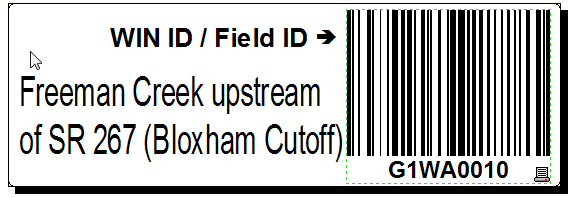 WIN ID / Field ID ➔
Freeman Creek upstream
of SR 267 (Bloxham Cutoff)
G1WA0010